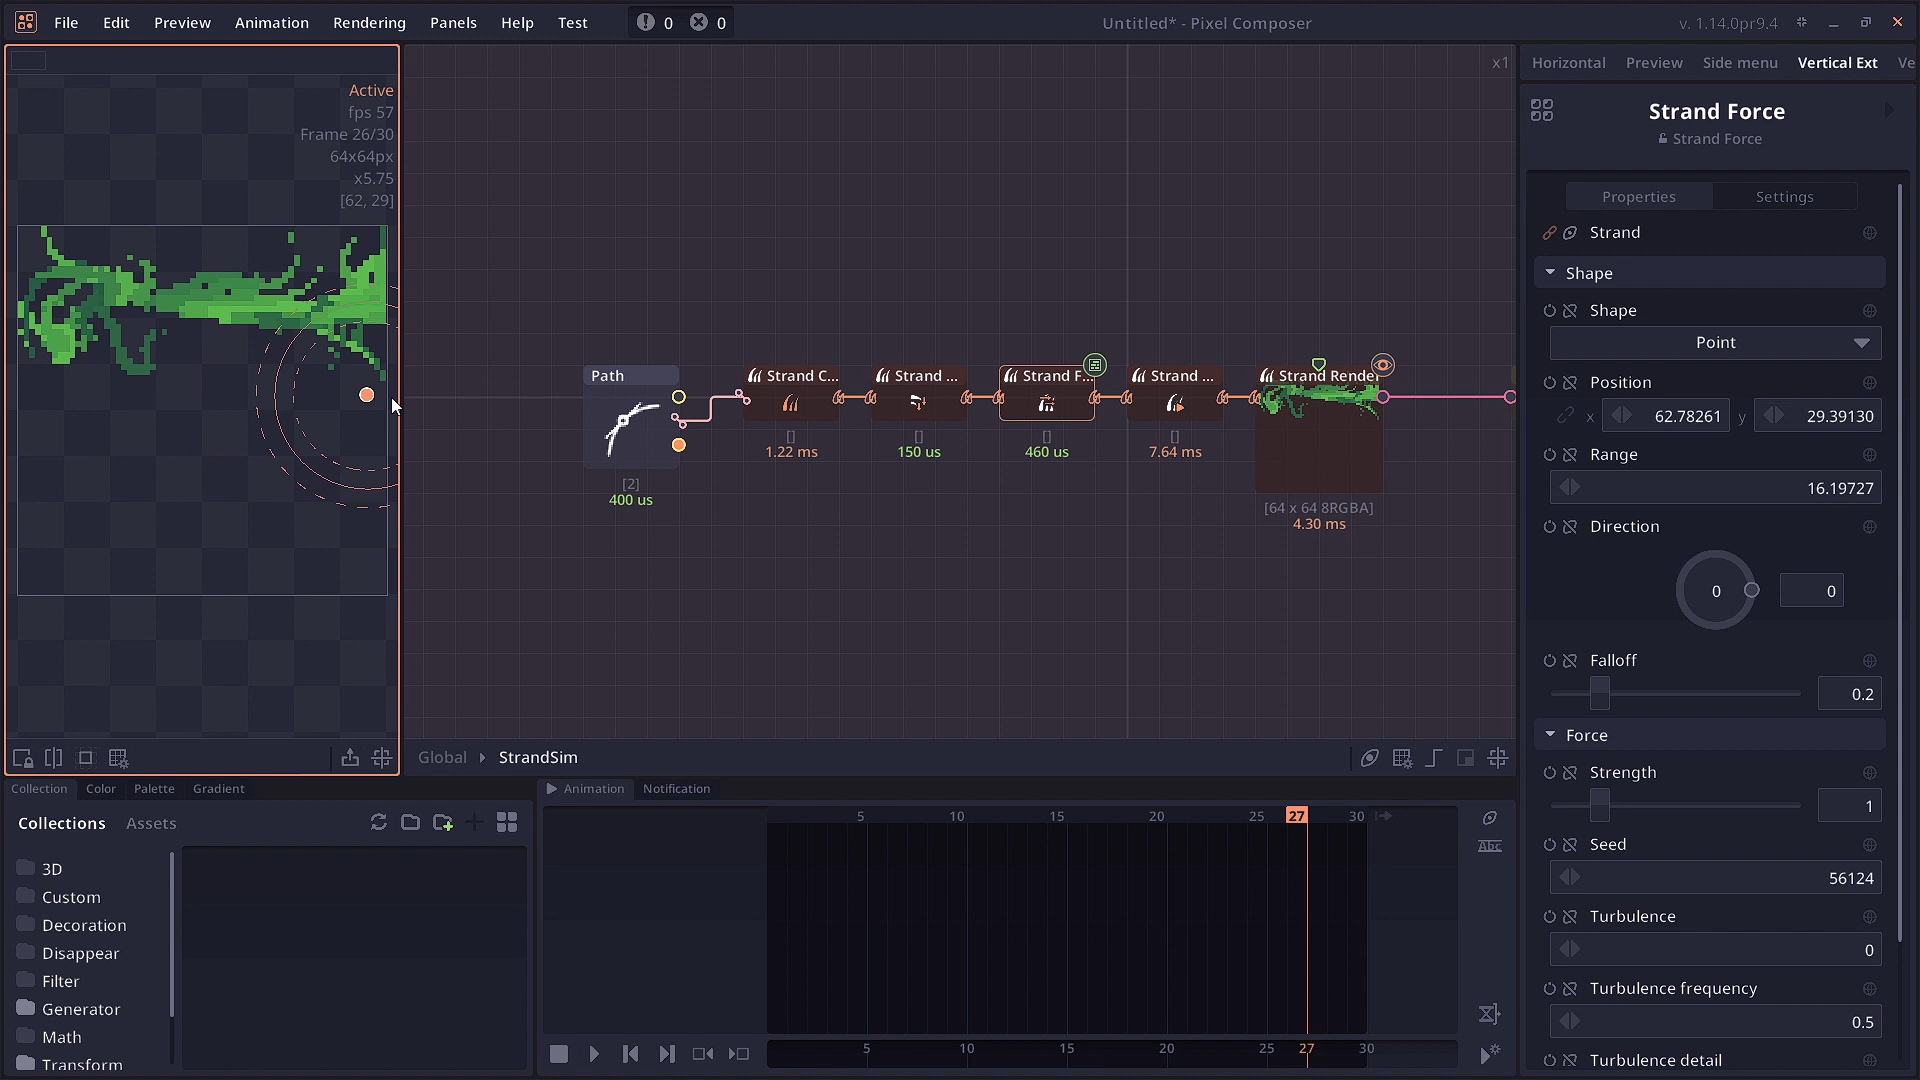 File Edit Preview Animation Rendering Panels Help Test 0 0 Untitled* - Pixel Composer v. 1.14.0pr9.4
Active
fps 57
Frame 26/30
64x64px
x5.75
[62, 29]
x1
Path
[2]
400 us
Strand C...
[]
1.22 ms
Strand ...
[]
150 us
Strand F...
[]
460 us
Strand ...
[]
7.64 ms
Strand Render
[64 x 64 8RGBA]
4.30 ms
Global StrandSim
Horizontal Preview Side menu Vertical Ext Ve
Strand Force
Strand Force
Properties Settings
Strand
Shape
Shape
Point
Position
x 62.78261 y 29.39130
Range
16.19727
Direction
0 0
Falloff
0.2
Force
Strength
1
Seed
56124
Turbulence
0
Turbulence frequency
0.5
Turbulence detail
Collection Color Palette Gradient
Collections Assets
3D
Custom
Decoration
Disappear
Filter
Generator
Math
Transform
Animation Notification
5 10 15 20 25 27 30
Abc
5 10 15 20 25 27 30